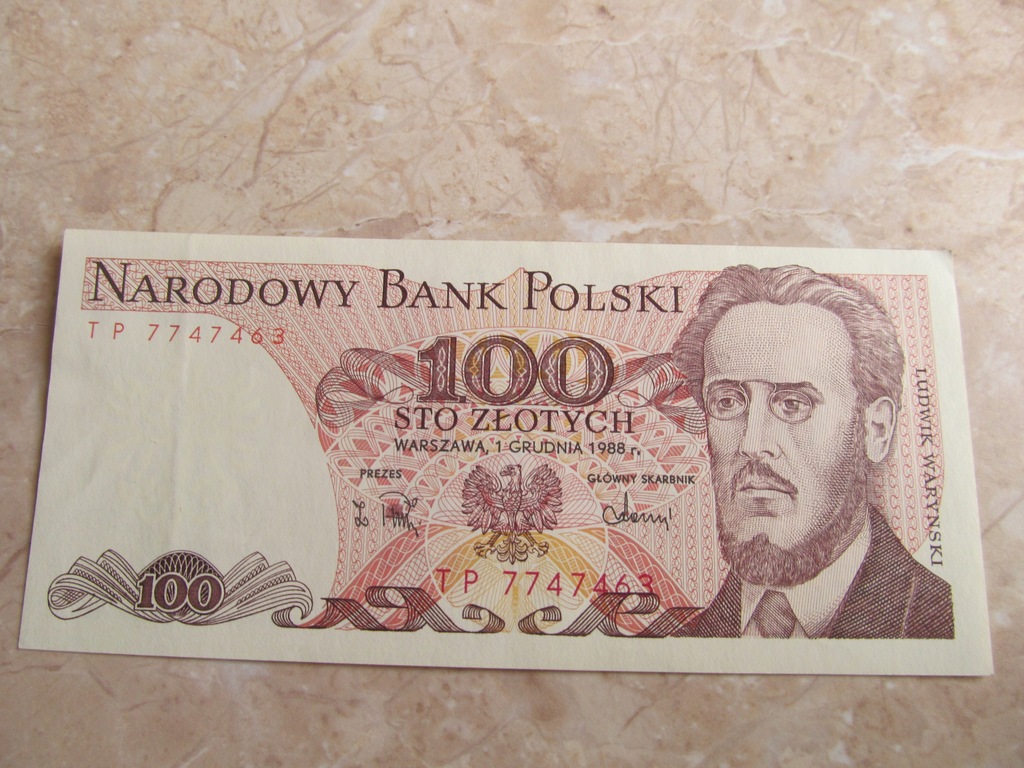 NARODOWY BANK POLSKI
TP 7747463
100
STO ZŁOTYCH
WARSZAWA, 1 GRUDNIA 1988 r.
PREZES
GŁOWNY SKARBNIK
TP 7747463
100
LUDWIK WARYŃSKI